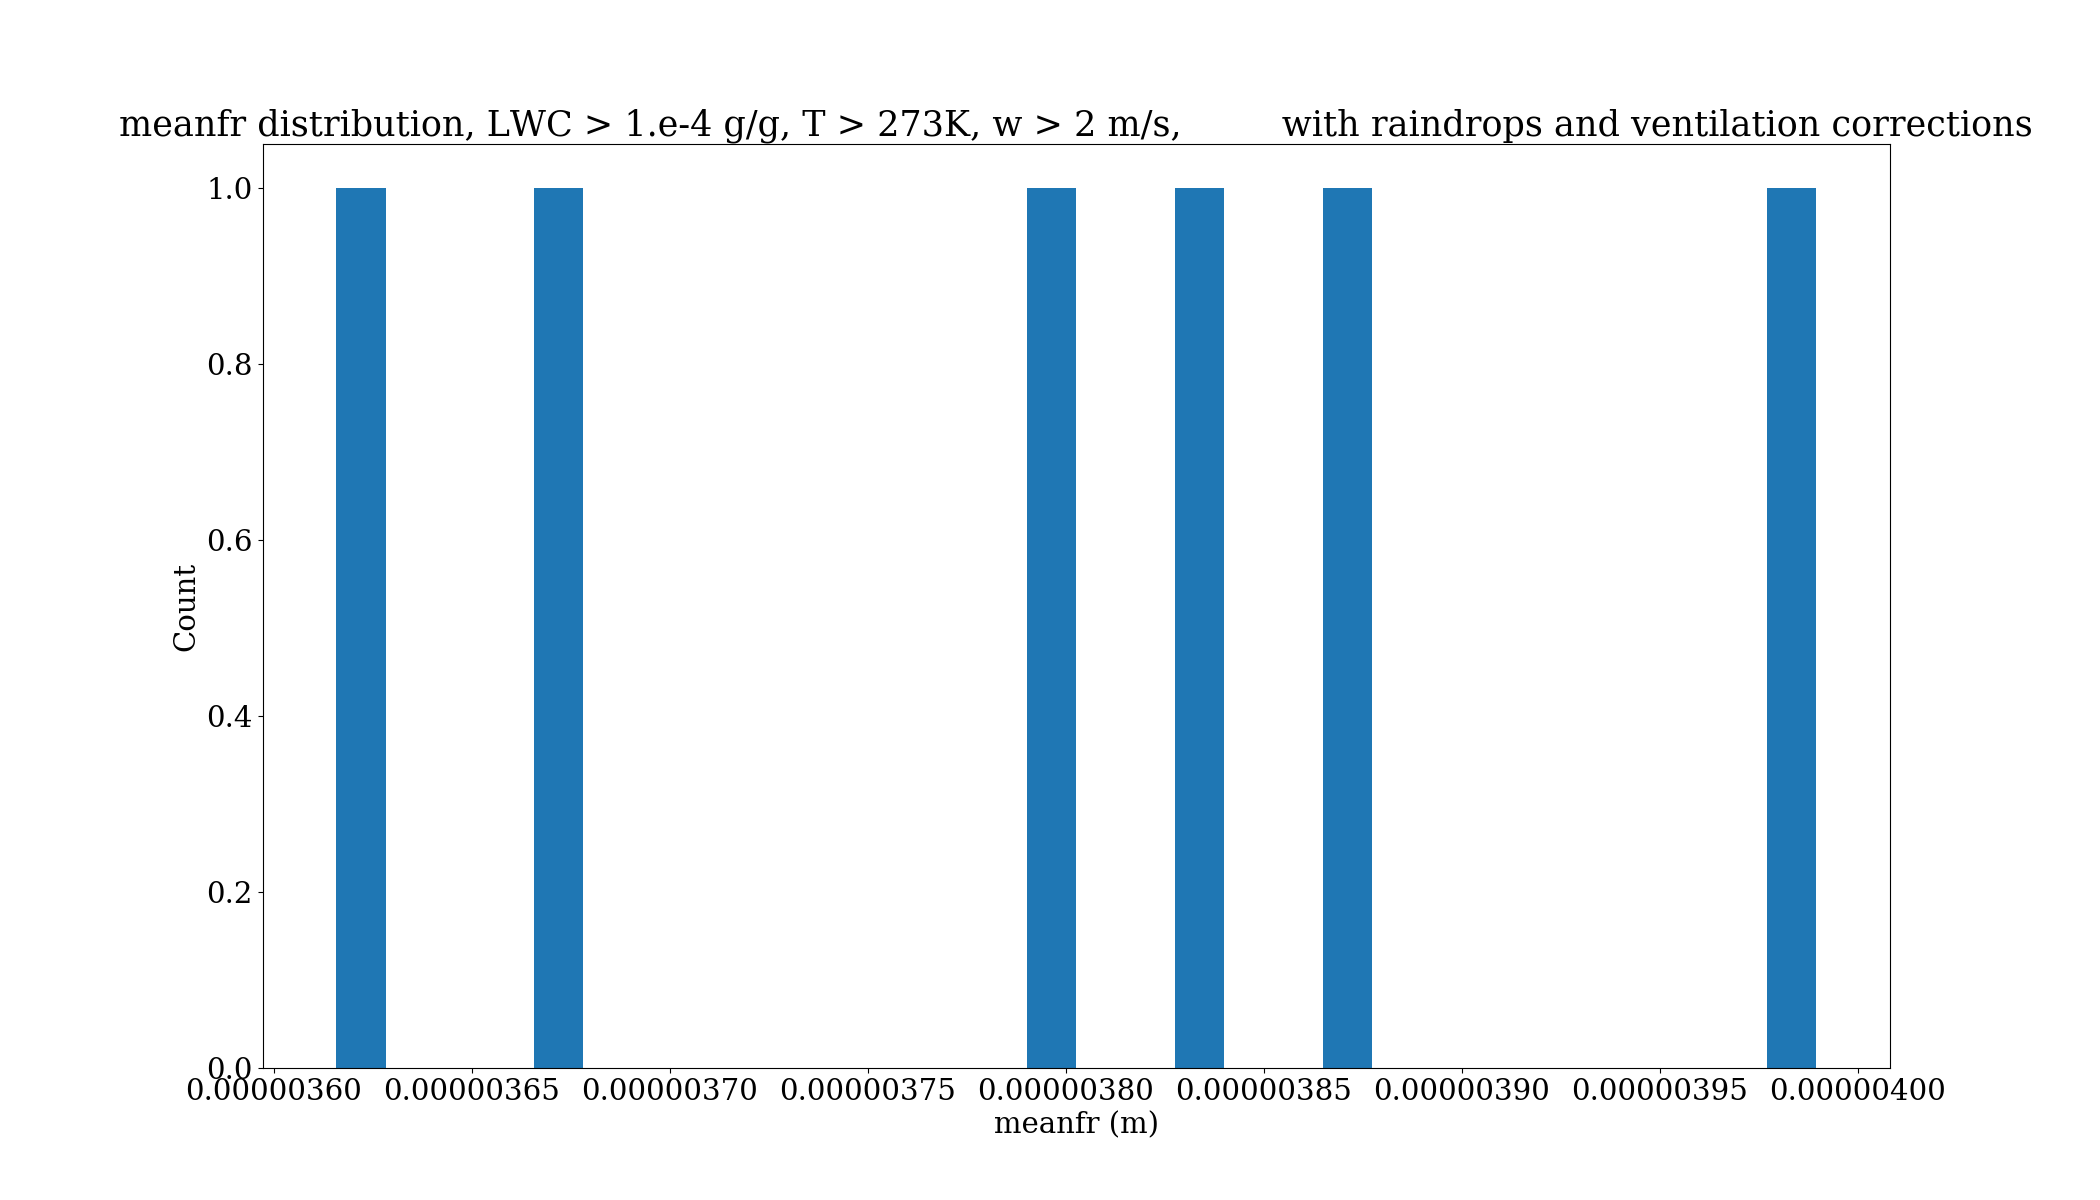 meanfr distribution, LWC > 1.e-4 g/g, T > 273K, w > 2 m/s,         with raindrops and ventilation corrections
1.0
0.8
0.6
0.4
0.2
0.0
Count
0.00000360 0.00000365 0.00000370 0.00000375 0.00000380 0.00000385 0.00000390 0.00000395 0.00000400
meanfr (m)